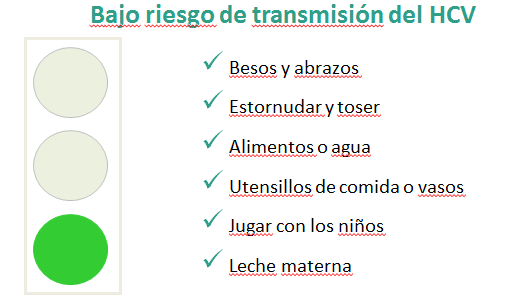 Bajo riesgo de transmisión del HCV
Besos y abrazos
Estornudar y toser
Alimentos o agua
Utensillos de comida o vasos
Jugar con los niños
Leche materna